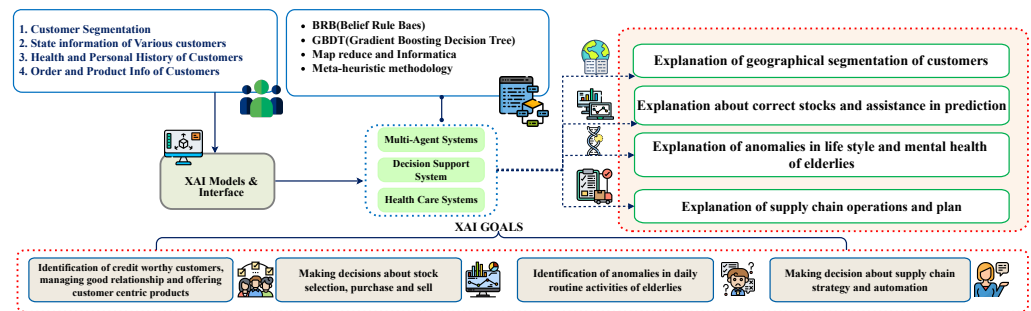 1. Customer Segmentation
2. State information of Various customers
3. Health and Personal History of Customers
4. Order and Product Info of Customers
• BRB(Belief Rule Baes)
• GBDT(Gradient Boosting Decision Tree)
• Map reduce and Informatica
• Meta-heuristic methodology
XAI Models &
Interface
Multi-Agent Systems
Decision Support
System
Health Care Systems
Explanation of geographical segmentation of customers
Explanation about correct stocks and assistance in prediction
Explanation of anomalies in life style and mental health
of elderlies
Explanation of supply chain operations and plan
XAI GOALS
Identification of credit worthy customers,
managing good relationship and offering
customer centric products
Making decisions about stock
selection, purchase and sell
Identification of anomalies in daily
routine activities of elderlies
Making decision about supply chain
strategy and automation